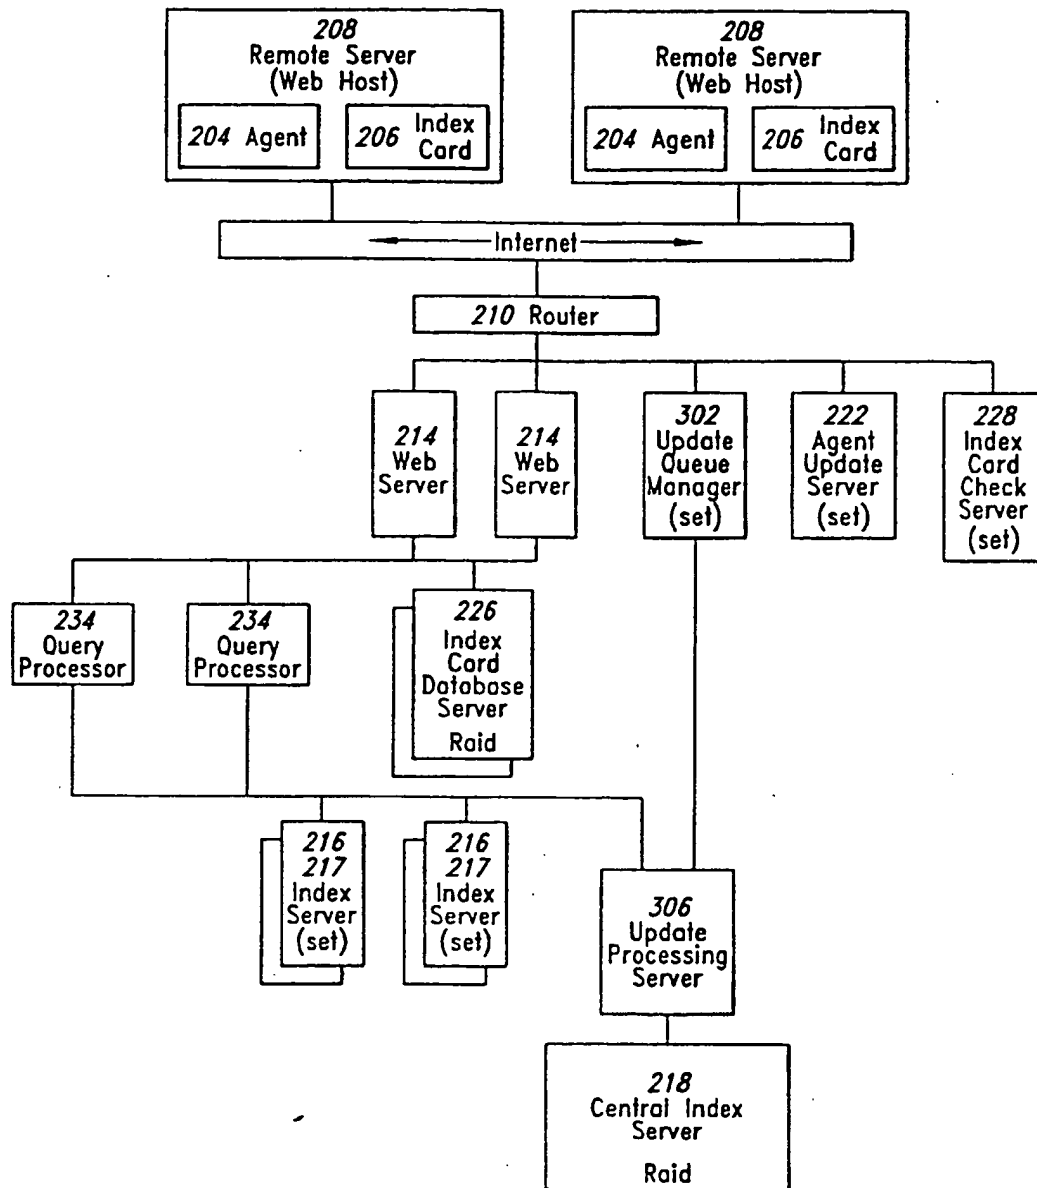 208
Remote Server
(Web Host)
204 Agent
206 Index
Card
208
Remote Server
(Web Host)
204 Agent
206 Index
Card
Internet
210 Router
214
Web
Server
214
Web
Server
302
Update
Queue
Manager
(set)
222
Agent
Update
Server
(set)
228
Index
Card
Check
Server
(set)
234
Query
Processor
234
Query
Processor
226
Index
Card
Database
Server
Raid
216
217
Index
Server
(set)
216
217
Index
Server
(set)
306
Update
Processing
Server
218
Central Index
Server
Raid